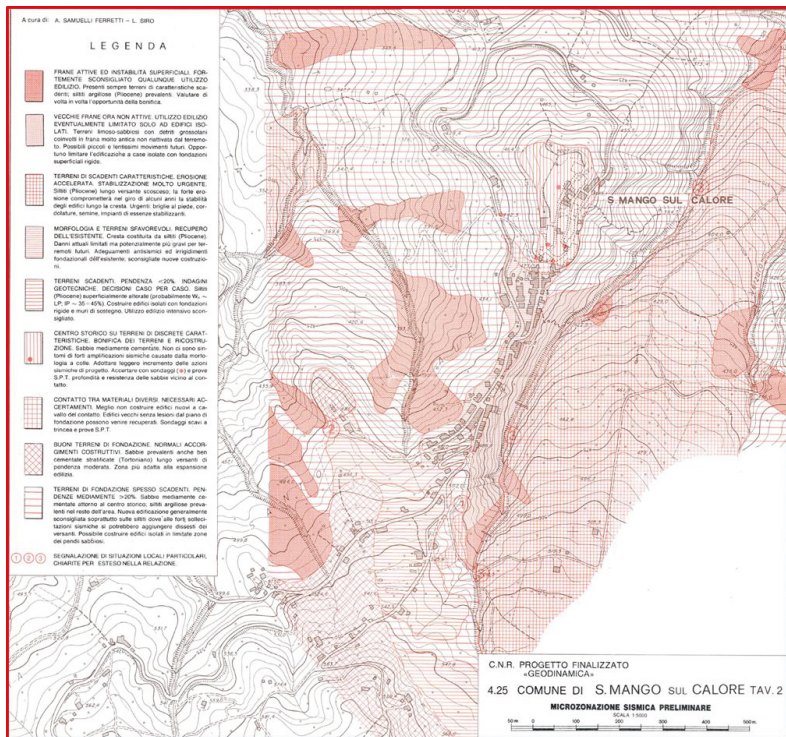 A cura di: A. SAMUELLI FERRETTI – L. SIRO
LEGENDA
FRANE ATTIVE ED INSTABILITÀ SUPERFICIALI. FOR-
TEMENTE SCONSIGLIATO QUALUNQUE UTILIZZO
EDILIZIO. Presenti sempre terreni di caratteristiche sca-
denti; siltiti argillose (Pliocene) prevalenti. Valutare di
volta in volta l'opportunità della bonifica.
VECCHIE FRANE ORA NON ATTIVE. UTILIZZO EDILIZIO
EVENTUALMENTE LIMITATO SOLO AD EDIFICI ISO-
LATI. Terreni limoso-sabbiosi con detriti grossolani
coinvolti in frana molto antica non riattivata dal terremo-
to. Possibili piccoli e lentissimi movimenti futuri. Oppor-
tuno limitare l'edificazione a case isolate con fondazioni
superficiali rigide.
TERRENI DI SCADENTI CARATTERISTICHE. EROSIONE
ACCELERATA. STABILIZZAZIONE MOLTO URGENTE.
Siltiti (Pliocene) lungo versante scosceso; la forte ero-
sione comprometterà nel giro di alcuni anni la stabilità
degli edifici lungo la cresta. Urgenti: briglie al piede, cor-
dolature, semine, impianti di essenze stabilizzanti.
MORFOLOGIA E TERRENI SFAVOREVOLI. RECUPERO
DELL'ESISTENTE. Cresta costituita da siltiti (Pliocene).
Danni attuali limitati ma potenzialmente più gravi per ter-
remoti futuri. Adeguamenti antisismici ed irrigidimenti
fondazionali dell'esistente; sconsigliate nuove costruzio-
ni.
TERRENI SCADENTI. PENDENZA <20%. INDAGINI
GEOTECNICHE. DECISIONI CASO PER CASO. Siltiti
(Pliocene) superficialmente alterate (probabilmente Wn ~
LP, IP ~ 35 ÷ 45%). Costruire edifici isolati con fondazioni
rigide e muri di sostegno. Utilizzo edilizio intensivo scon-
sigliato.
CENTRO STORICO SU TERRENI DI DISCRETE CARAT-
TERISTICHE. BONIFICA DEI TERRENI E RICOSTRU-
ZIONE. Sabbie mediamente cementate. Non ci sono sin-
tomi di forti amplificazioni sismiche causate dalla morfo-
logia a colle. Adottare leggero incremento delle azioni
sismiche di progetto. Accertare con sondaggi (●) e prove
S.P.T. profondità e resistenza delle sabbie vicino al con-
tatto.
CONTATTO TRA MATERIALI DIVERSI. NECESSARI AC-
CERTAMENTI. Meglio non costruire edifici nuovi a ca-
vallo del contatto. Edifici vecchi senza lesioni dal piano di
fondazione possono venire recuperati. Sondaggi scavi a
trincea e prove S.P.T.
BUONI TERRENI DI FONDAZIONE. NORMALI ACCOR-
GIMENTI COSTRUTTIVI. Sabbie prevalenti anche ben
cementate stratificate (Tortoniano) lungo versanti di
pendenza moderata. Zona più adatta alla espansione
edilizia.
TERRENI DI FONDAZIONE SPESSO SCADENTI. PEN-
DENZE MEDIAMENTE >20%. Sabbie mediamente ce-
mentate attorno al centro storico; siltiti argillose preva-
lenti nel resto dell'area. Nuova edificazione generalmente
sconsigliata soprattutto sulle siltiti dove alle forti solleci-
tazioni sismiche si potrebbero aggiungere dissesti dei
versanti. Possibile costruire edifici isolati in limitate zone
dei pendii sabbiosi.
① ② ③ SEGNALAZIONE DI SITUAZIONI LOCALI PARTICOLARI,
CHIARITE PER ESTESO NELLA RELAZIONE.
S. MANGO SUL CALORE
C.N.R. PROGETTO FINALIZZATO
«GEODINAMICA»
4.25 COMUNE DI S. MANGO SUL CALORE TAV. 2
MICROZONAZIONE SISMICA PRELIMINARE
SCALA 1:5000
50 m 0 100 200 300 400 500 m